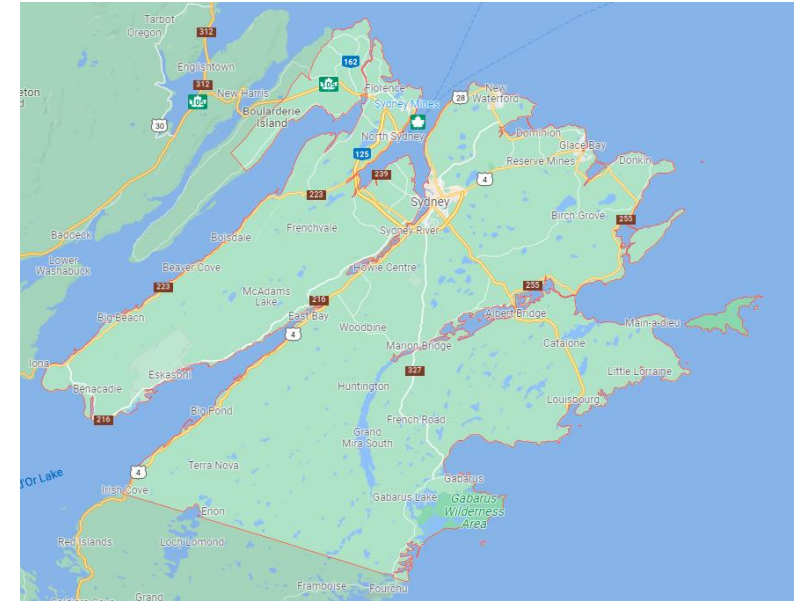 Tarbot
312
Oregon
162
Englishtown
312
105
Florence
New
Waterford
eton
105
New Harris
28
Sydney Mines
Boularderie
Island
30
North Sydney
Dominion
Glace Bay
125
Reserve Mines
Donkin
239
4
223
Sydney
Birch Grove
255
Frenchvale
Sydney River
Baddeck
Boisdale
Lower
Washabuck
Beaver Cove
Howie Centre
223
McAdams
Lake
216
255
Big Beach
East Bay
Albert Bridge
Main-à-dieu
4
Woodbine
Marion Bridge
Catalone
Iona
327
Little Lorraine
Eskasoni
Benacadie
Huntington
Louisbourg
216
Big Pond
French Road
Grand
Mira South
Terra Nova
4
d'Or Lake
Gabarus
Irish Cove
Gabarus Lake
Gabarus
Wilderness
Area
Enon
Red Islands
Loch Lomond
Framboise
Fourchu
Grand